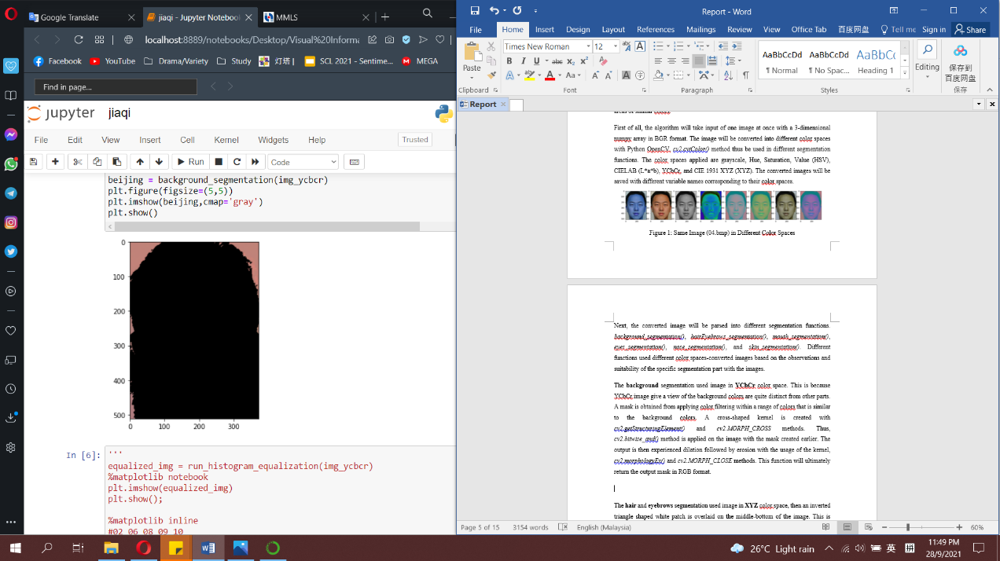 Google Translate
jiaqi - Jupyter Notebool
MMLS
localhost:8889/notebooks/Desktop/Visual%20Informa
Facebook
YouTube
Drama/Variety
Study
灯塔 |
SCL 2021 - Sentime...
MEGA
Find in page...
jupyter jiaqi
File Edit View Insert Cell Kernel Widgets Help
Trusted
Run
Code
beijing = background_segmentation(img_ycbcr)
plt.figure(figsize=(5,5))
plt.imshow(beijing,cmap='gray')
plt.show()
0
100
200
300
400
500
0 100 200 300
In [6]:
'''
equalized_img = run_histogram_equalization(img_ycbcr)
%matplotlib notebook
plt.imshow(equalized_img)
plt.show();
%matplotlib inline
#02 06 08 09 10
Report - Word
File Home Insert Design Layout References Mailings Review View Office Tab 百度网盘 Tell me Sign in Share
Paste
Clipboard
Times New Roman 12
Font
Paragraph
AaBbCcDd AaBbCcDd AaBbCc
¶ Normal ¶ No Spac... Heading 1
Styles
Editing
保存到
百度网盘
保存
Report
areas of similar colors.
First of all, the algorithm will take input of one image at once with a 3-dimensional
numpy array in BGR format. The image will be converted into different color spaces
with Python OpenCV, cv2.cvtColor() method thus be used in different segmentation
functions. The color spaces applied are grayscale, Hue, Saturation, Value (HSV),
CIELAB (L*a*b), YCbCr, and CIE 1931 XYZ (XYZ). The converted images will be
saved with different variable names corresponding to their color spaces.
Figure 1: Same Image (04.bmp) in Different Color Spaces
Next, the converted image will be parsed into different segmentation functions.
background_segmentation(), hairEyebrows_segmentation(), mouth_segmentation(),
eyes_segmentation(), nose_segmentation(), and skin_segmentation(). Different
functions used different color spaces-converted images based on the observations and
suitability of the specific segmentation part with the images.
The background segmentation used image in YCbCr color space. This is because
YCbCr image give a view of the background colors are quite distinct from other parts.
A mask is obtained from applying color filtering within a range of colors that is similar
to the background colors. A cross-shaped kernel is created with
cv2.getStructuringElement() and cv2.MORPH_CROSS methods. Thus,
cv2.bitwise_and() method is applied on the image with the mask created earlier. The
output is then experienced dilation followed by erosion with the usage of the kernel,
cv2.morphologyEx() and cv2.MORPH_CLOSE methods. This function will ultimately
return the output mask in RGB format.
The hair and eyebrows segmentation used image in XYZ color space, then an inverted
triangle shaped white patch is overlaid on the middle-bottom of the image. This is
Page 5 of 15 3154 words English (Malaysia) 60%
26°C Light rain
英
拼
11:49 PM
28/9/2021